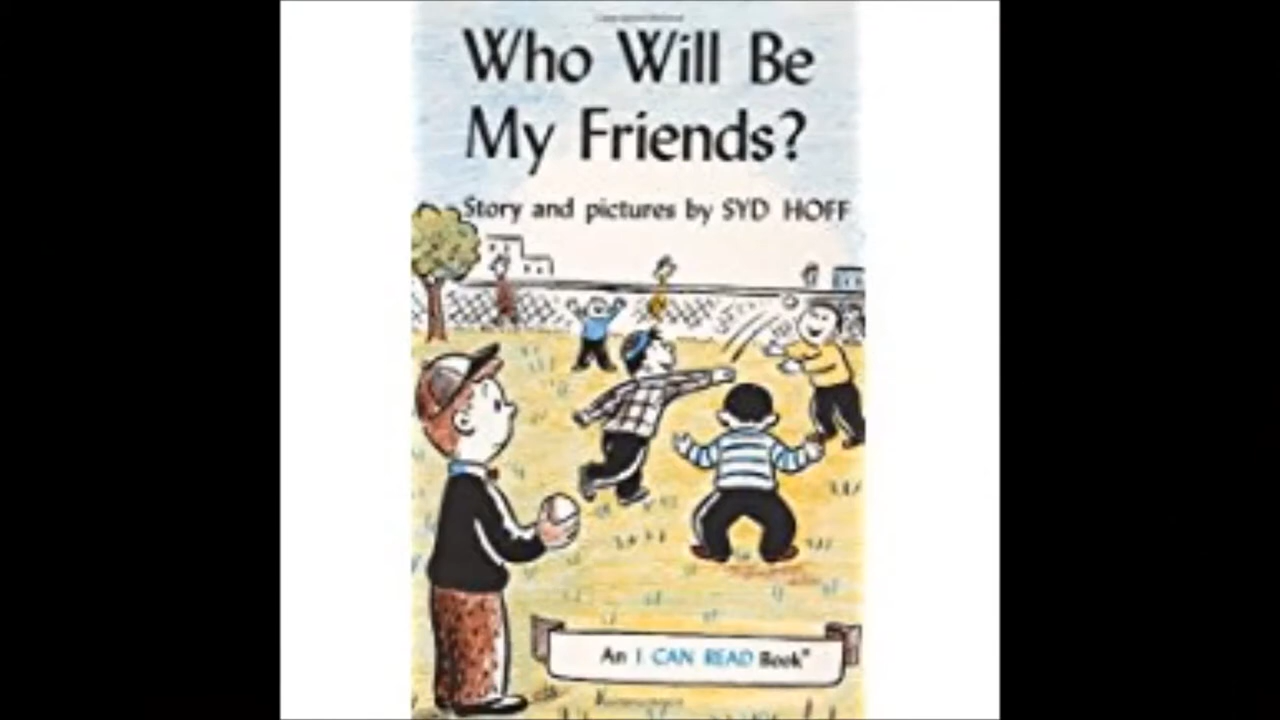 Who Will Be
My Friends?
Story and pictures by SYD HOFF
An I CAN READ Book®